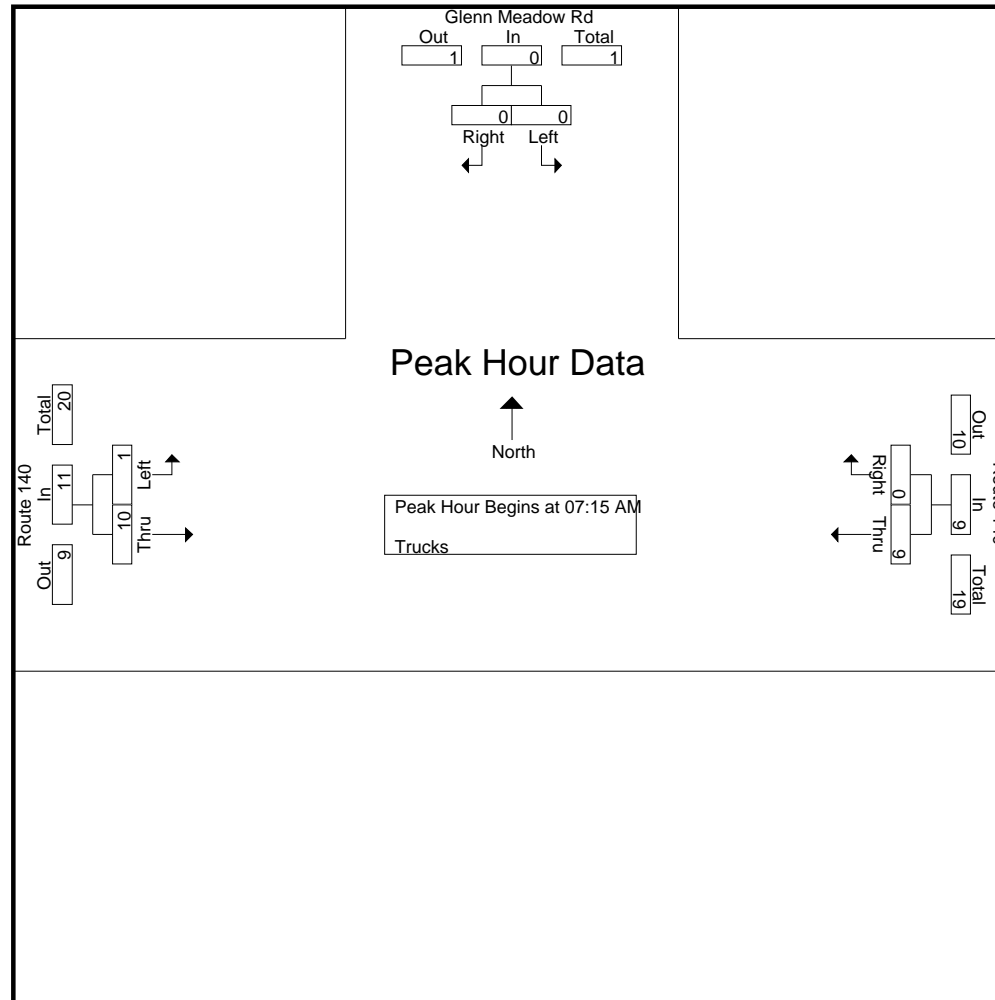 Glenn Meadow Rd
Out In Total
1 0 1
0 0
Right Left
Peak Hour Data
North
Peak Hour Begins at 07:15 AM
Trucks
Route 140
Out In Total
9 11 20
Left Thru
1 10
Out In Total
10 9 19
Right Thru
0 9